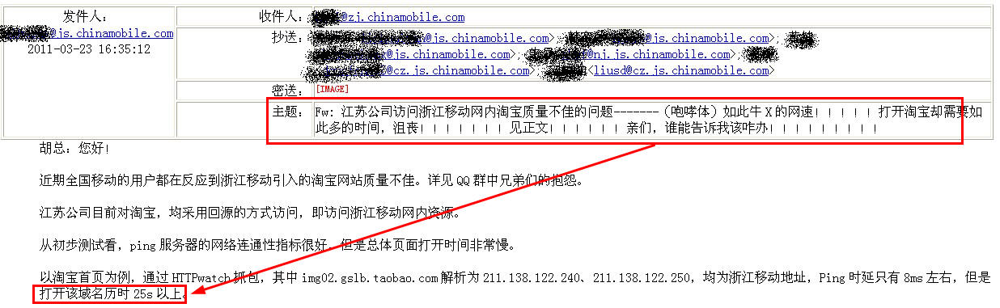 发件人：
@js.chinamobile.com
2011-03-23 16:35:12
收件人：
@zj.chinamobile.com
抄送：
@js.chinamobile.com>; @js.chinamobile.com>;
@js.chinamobile.com>; @nj.js.chinamobile.com>;
@cz.js.chinamobile.com>; <liusd@cz.js.chinamobile.com>
密送：
[IMAGE]
主题：
Fw: 江苏公司访问浙江移动网内淘宝质量不佳的问题-------（咆哮体）如此牛 X 的网速！！！！！打开淘宝却需要如
此多的时间，沮丧！！！！！！！见正文！！！！！！亲们，谁能告诉我该咋办！！！！！！！！！
胡总：您好！
近期全国移动的用户都在反应到浙江移动引入的淘宝网站质量不佳。详见 QQ 群中兄弟们的抱怨。
江苏公司目前对淘宝，均采用回源的方式访问，即访问浙江移动网内资源。
从初步测试看，ping 服务器的网络连通性指标很好，但是总体页面打开时间非常慢。
以淘宝首页为例，通过 HTTPwatch 抓包，其中 img02.gslb.taobao.com 解析为 211.138.122.240、211.138.122.250，均为浙江移动地址，Ping 时延只有 8ms 左右，但是
打开该域名历时 25s 以上。